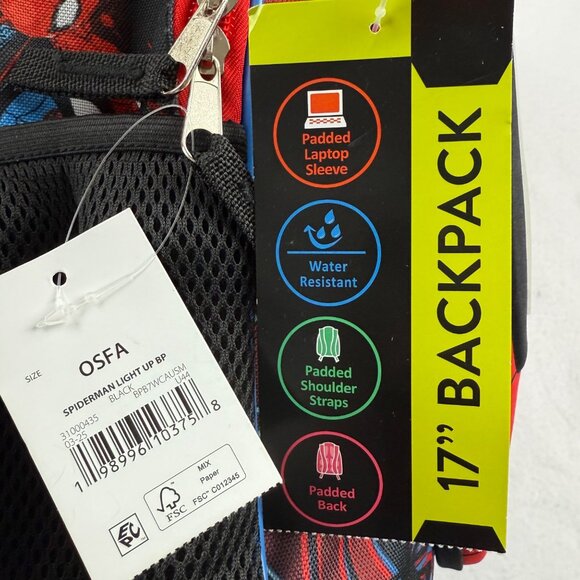 Padded
Laptop
Sleeve
Water
Resistant
Padded
Shoulder
Straps
Padded
Back
17” BACKPACK
SIZE
OSFA
SPIDERMAN LIGHT UP BP
BLACK
BPB7WCAUSM
31000435
03-25
U44
1 98996 10375 8
EPC
FSC
MIX
Paper
FSC® C012345